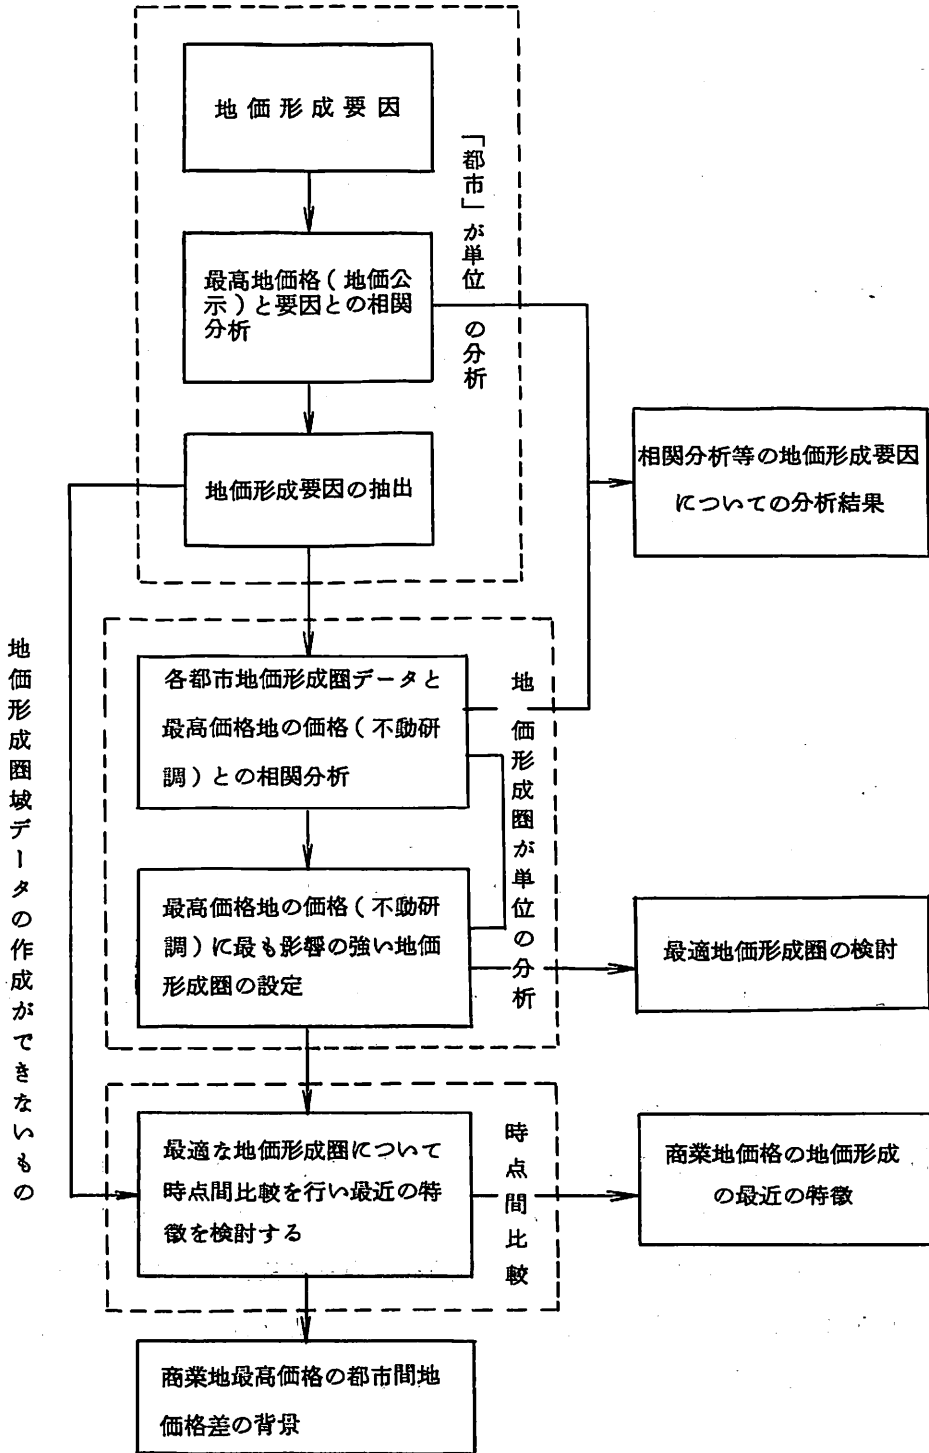 地価形成要因
「都市」が単位の分析
最高地価格(地価公
示)と要因との相関
分析
地価形成要因の抽出
相関分析等の地価形成要因
についての分析結果
地価形成圏域データの作成ができないもの
各都市地価形成圏データと
最高価格地の価格(不動研
調)との相関分析
地価形成圏が単位の分析
最高価格地の価格(不動研
調)に最も影響の強い地価
形成圏の設定
最適地価形成圏の検討
最適な地価形成圏について
時点間比較を行い最近の特
徴を検討する
時点間比較
商業地価格の地価形成
の最近の特徴
商業地最高価格の都市間地
価格差の背景